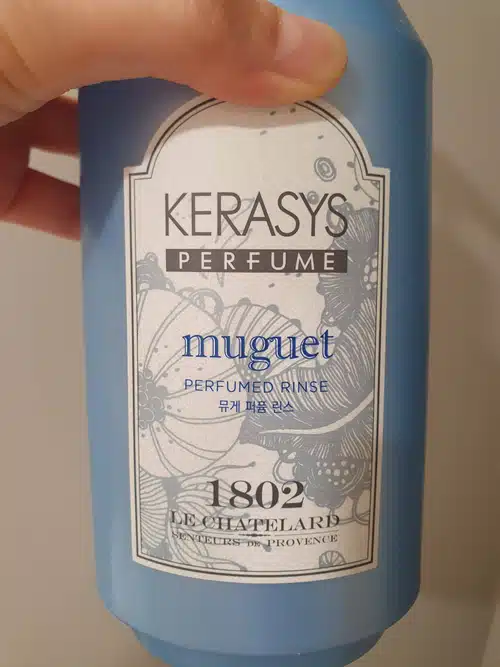 KERASYS
PERFUME
muguet
PERFUMED RINSE
뮤게 퍼퓸 린스
1802
LE CHATELARD
SENTEURS DE PROVENCE